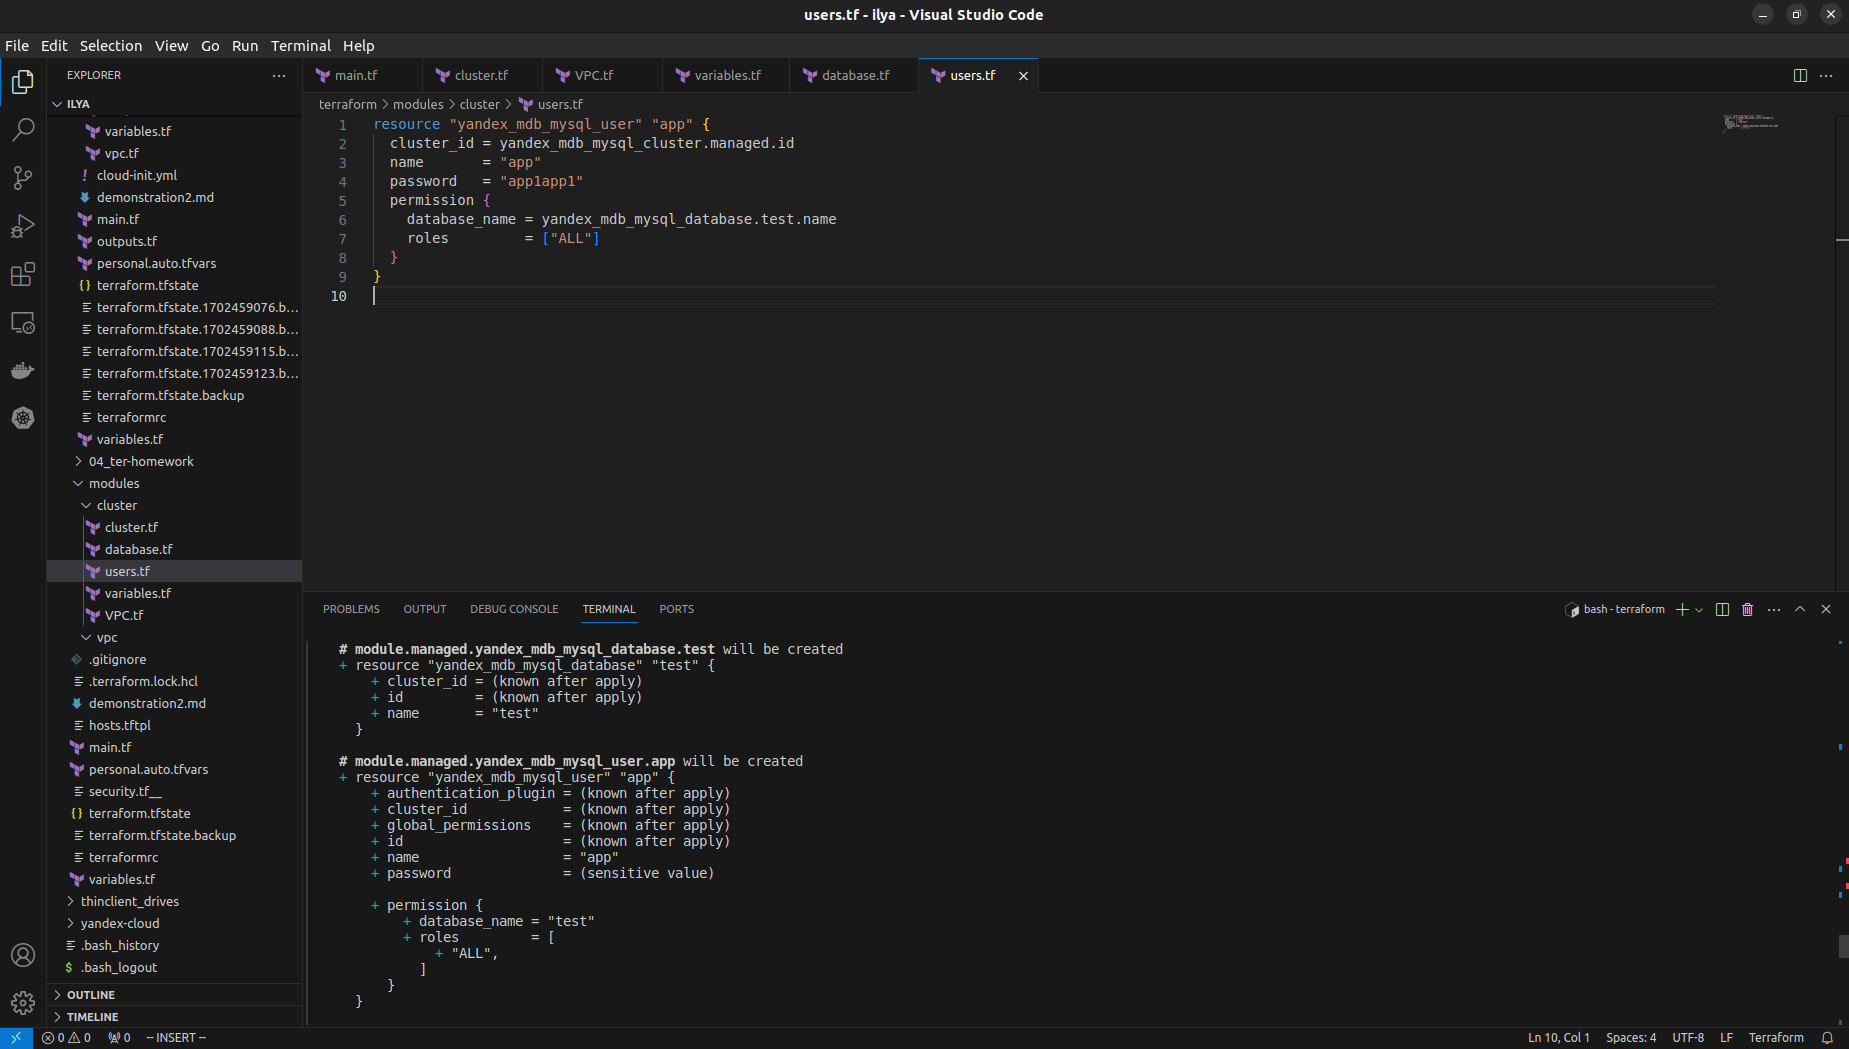 users.tf - ilya - Visual Studio Code
File Edit Selection View Go Run Terminal Help
EXPLORER
ILYA
variables.tf
vpc.tf
! cloud-init.yml
demonstration2.md
main.tf
outputs.tf
personal.auto.tfvars
{} terraform.tfstate
terraform.tfstate.1702459076.b...
terraform.tfstate.1702459088.b...
terraform.tfstate.1702459115.b...
terraform.tfstate.1702459123.b...
terraform.tfstate.backup
terraformrc
variables.tf
04_ter-homework
modules
cluster
cluster.tf
database.tf
users.tf
variables.tf
VPC.tf
vpc
.gitignore
.terraform.lock.hcl
demonstration2.md
hosts.tftpl
main.tf
personal.auto.tfvars
security.tf__
{} terraform.tfstate
terraform.tfstate.backup
terraformrc
variables.tf
thinclient_drives
yandex-cloud
.bash_history
$ .bash_logout
OUTLINE
TIMELINE
main.tf cluster.tf VPC.tf variables.tf database.tf users.tf
terraform > modules > cluster > users.tf
1 resource "yandex_mdb_mysql_user" "app" {
2 cluster_id = yandex_mdb_mysql_cluster.managed.id
3 name = "app"
4 password = "app1app1"
5 permission {
6 database_name = yandex_mdb_mysql_database.test.name
7 roles = ["ALL"]
8 }
9 }
10
PROBLEMS OUTPUT DEBUG CONSOLE TERMINAL PORTS
bash - terraform
# module.managed.yandex_mdb_mysql_database.test will be created
+ resource "yandex_mdb_mysql_database" "test" {
+ cluster_id = (known after apply)
+ id = (known after apply)
+ name = "test"
}
# module.managed.yandex_mdb_mysql_user.app will be created
+ resource "yandex_mdb_mysql_user" "app" {
+ authentication_plugin = (known after apply)
+ cluster_id = (known after apply)
+ global_permissions = (known after apply)
+ id = (known after apply)
+ name = "app"
+ password = (sensitive value)
+ permission {
+ database_name = "test"
+ roles = [
+ "ALL",
]
}
}
0 0 0 -- INSERT --
Ln 10, Col 1 Spaces: 4 UTF-8 LF Terraform